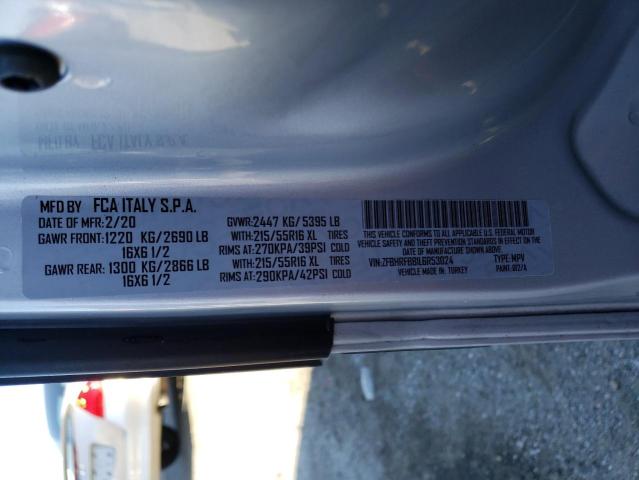 MFD BY FCA ITALY S.P.A.
DATE OF MFR: 2/20
GVWR: 2447 KG/ 5395 LB
GAWR FRONT: 1220 KG/2690 LB
WITH: 215/55R16 XL TIRES
16X6 1/2
RIMS AT: 270KPA/39PSI COLD
GAWR REAR: 1300 KG/2866 LB
WITH: 215/55R16 XL TIRES
16X6 1/2
RIMS AT: 290KPA/42PSI COLD
THIS VEHICLE CONFORMS TO ALL APPLICABLE U.S.A. FEDERAL MOTOR
VEHICLE SAFETY AND THEFT PREVENTION STANDARDS IN EFFECT ON THE DATE OF MANUFACTURE
SHOWN ABOVE.
VIN: ZFBHRFBB8L6R53024 TYPE: MPV
MADE IN: TURKEY PAINT: 612/A